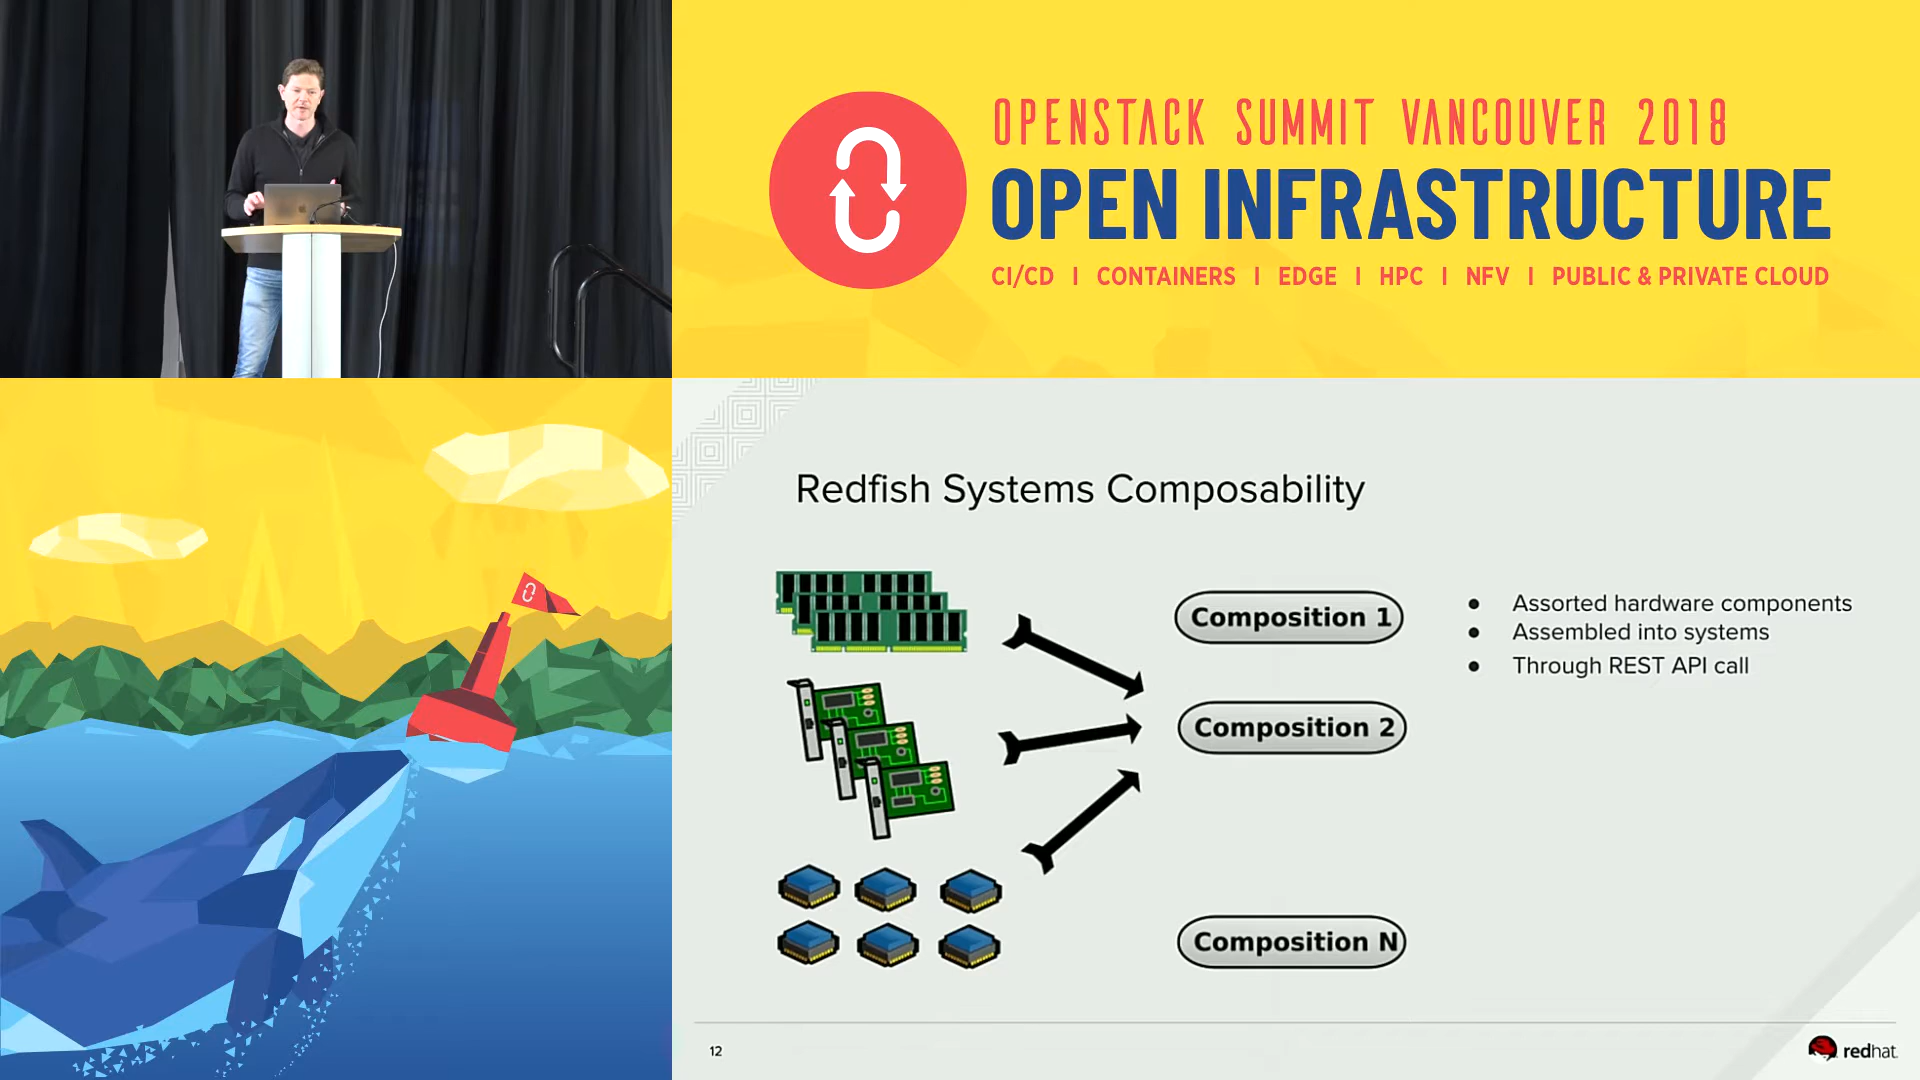 OPENSTACK SUMMIT VANCOUVER 2018
OPEN INFRASTRUCTURE
CI/CD | CONTAINERS | EDGE | HPC | NFV | PUBLIC & PRIVATE CLOUD
Redfish Systems Composability
Composition 1
Composition 2
Composition N
● Assorted hardware components
● Assembled into systems
● Through REST API call
12
redhat.